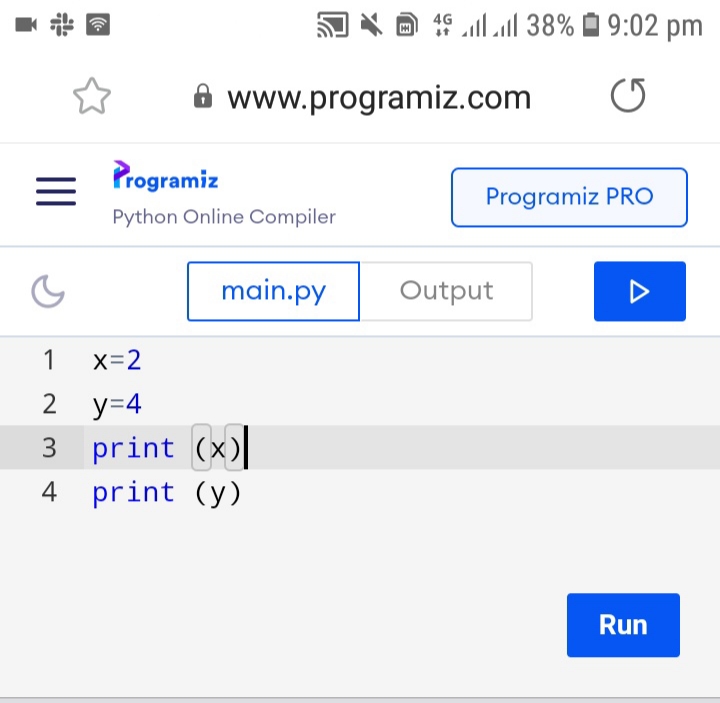 4G 38% 9:02 pm
www.programiz.com
Programiz
Python Online Compiler
Programiz PRO
main.py Output
1 x=2
2 y=4
3 print (x)
4 print (y)
Run